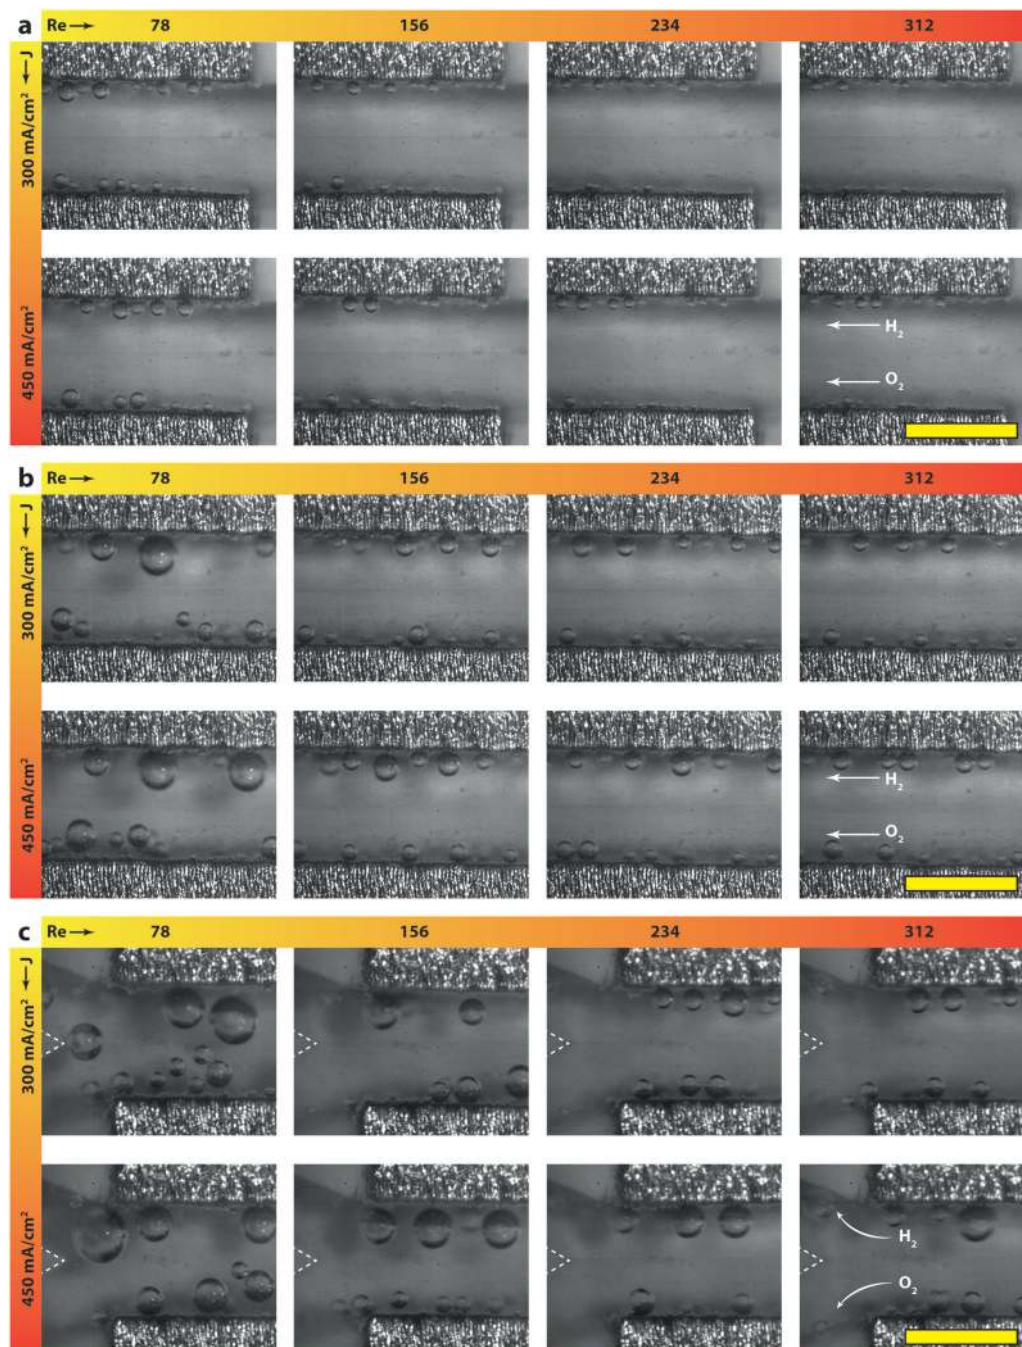 a Re→ 78 156 234 312
J→
300 mA/cm²
450 mA/cm²
H₂
O₂
b Re→ 78 156 234 312
J→
300 mA/cm²
450 mA/cm²
H₂
O₂
c Re→ 78 156 234 312
J→
300 mA/cm²
450 mA/cm²
H₂
O₂